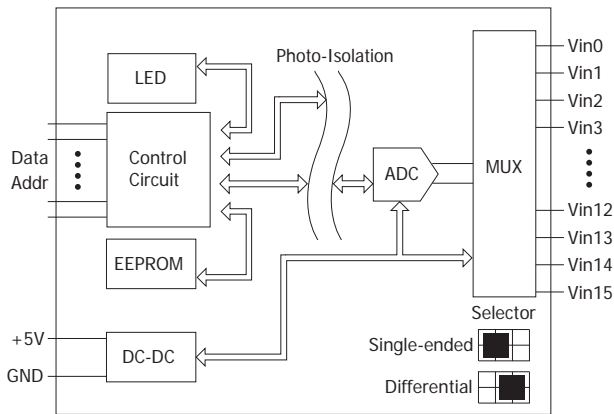 LED
Photo-Isolation
Vin0
Vin1
Vin2
Vin3
Data
Addr
Control
Circuit
ADC
MUX
Vin12
Vin13
Vin14
Vin15
EEPROM
+5V
GND
DC-DC
Selector
Single-ended
Differential